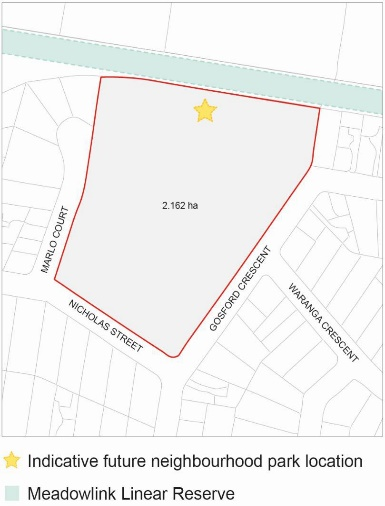 2.162 ha
MARLO COURT
NICHOLAS STREET
GOSFORD CRESCENT
WARANGA CRESCENT
Indicative future neighbourhood park location
Meadowlink Linear Reserve